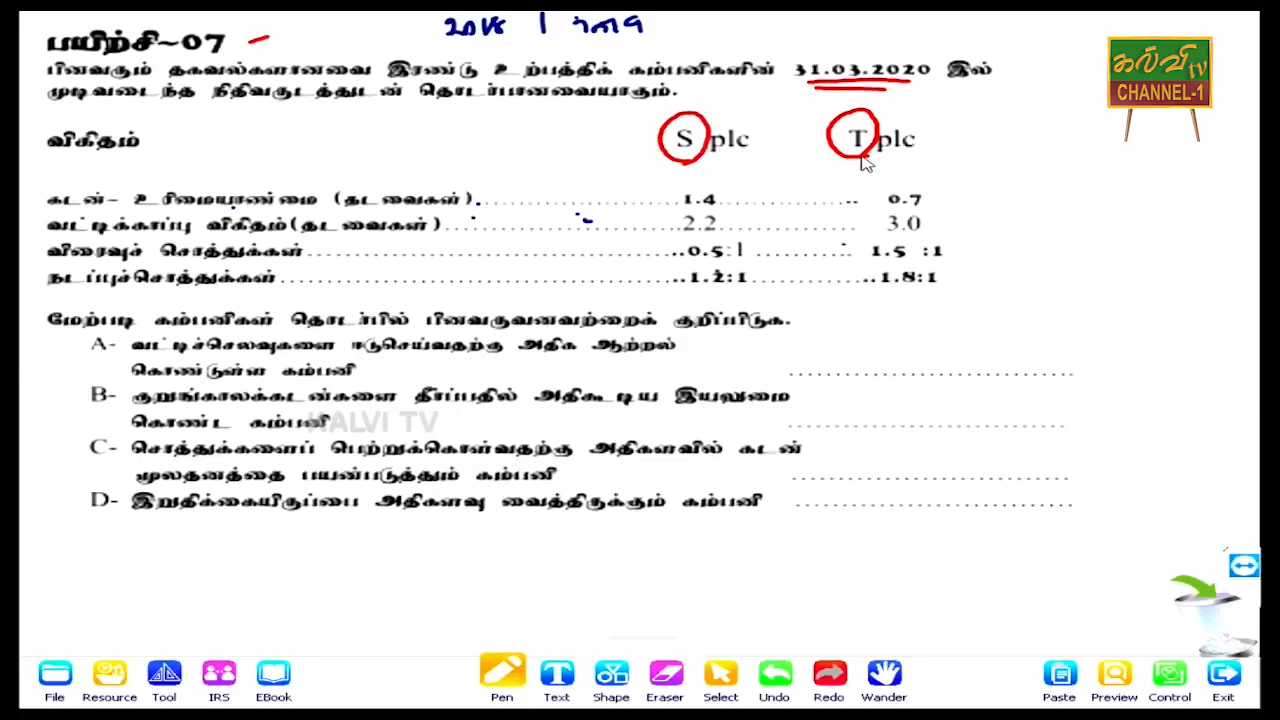 2018 | 2019
பயிற்சி-07
பின்வரும் தகவல்களானவை இரண்டு உற்பத்திக் கம்பனிகளின் 31.03.2020 இல்
முடிவடைந்த நிதிவருடத்துடன் தொடர்பானவையாகும்.
கல்வி tv
CHANNEL-1
விகிதம் S plc T plc
கடன்- உரிமையாண்மை (தடவைகள்) 1.4 0.7
வட்டிக்காப்பு விகிதம்(தடவைகள்) 2.2 3.0
விரைவுச் சொத்துக்கள் 0.5:1 1.5 :1
நடப்புச்சொத்துக்கள் 1.2:1 1.8:1
மேற்படி கம்பனிகள் தொடர்பில் பின்வருவனவற்றைக் குறிப்பிடுக.
A- வட்டிச்செலவுகளை ஈடுசெய்வதற்கு அதிக ஆற்றல்
கொண்டுள்ள கம்பனி
B- குறுங்காலக்கடன்களை தீர்ப்பதில் அதிகூடிய இயலுமை
கொண்ட கம்பனி
KALVI TV
C- சொத்துக்களைப் பெற்றுக்கொள்வதற்கு அதிகளவில் கடன்
மூலதனத்தை பயன்படுத்தும் கம்பனி
D- இறுதிக்கையிருப்பை அதிகளவு வைத்திருக்கும் கம்பனி
File Resource Tool IRS EBook Pen Text Shape Eraser Select Undo Redo Wander Paste Preview Control Exit